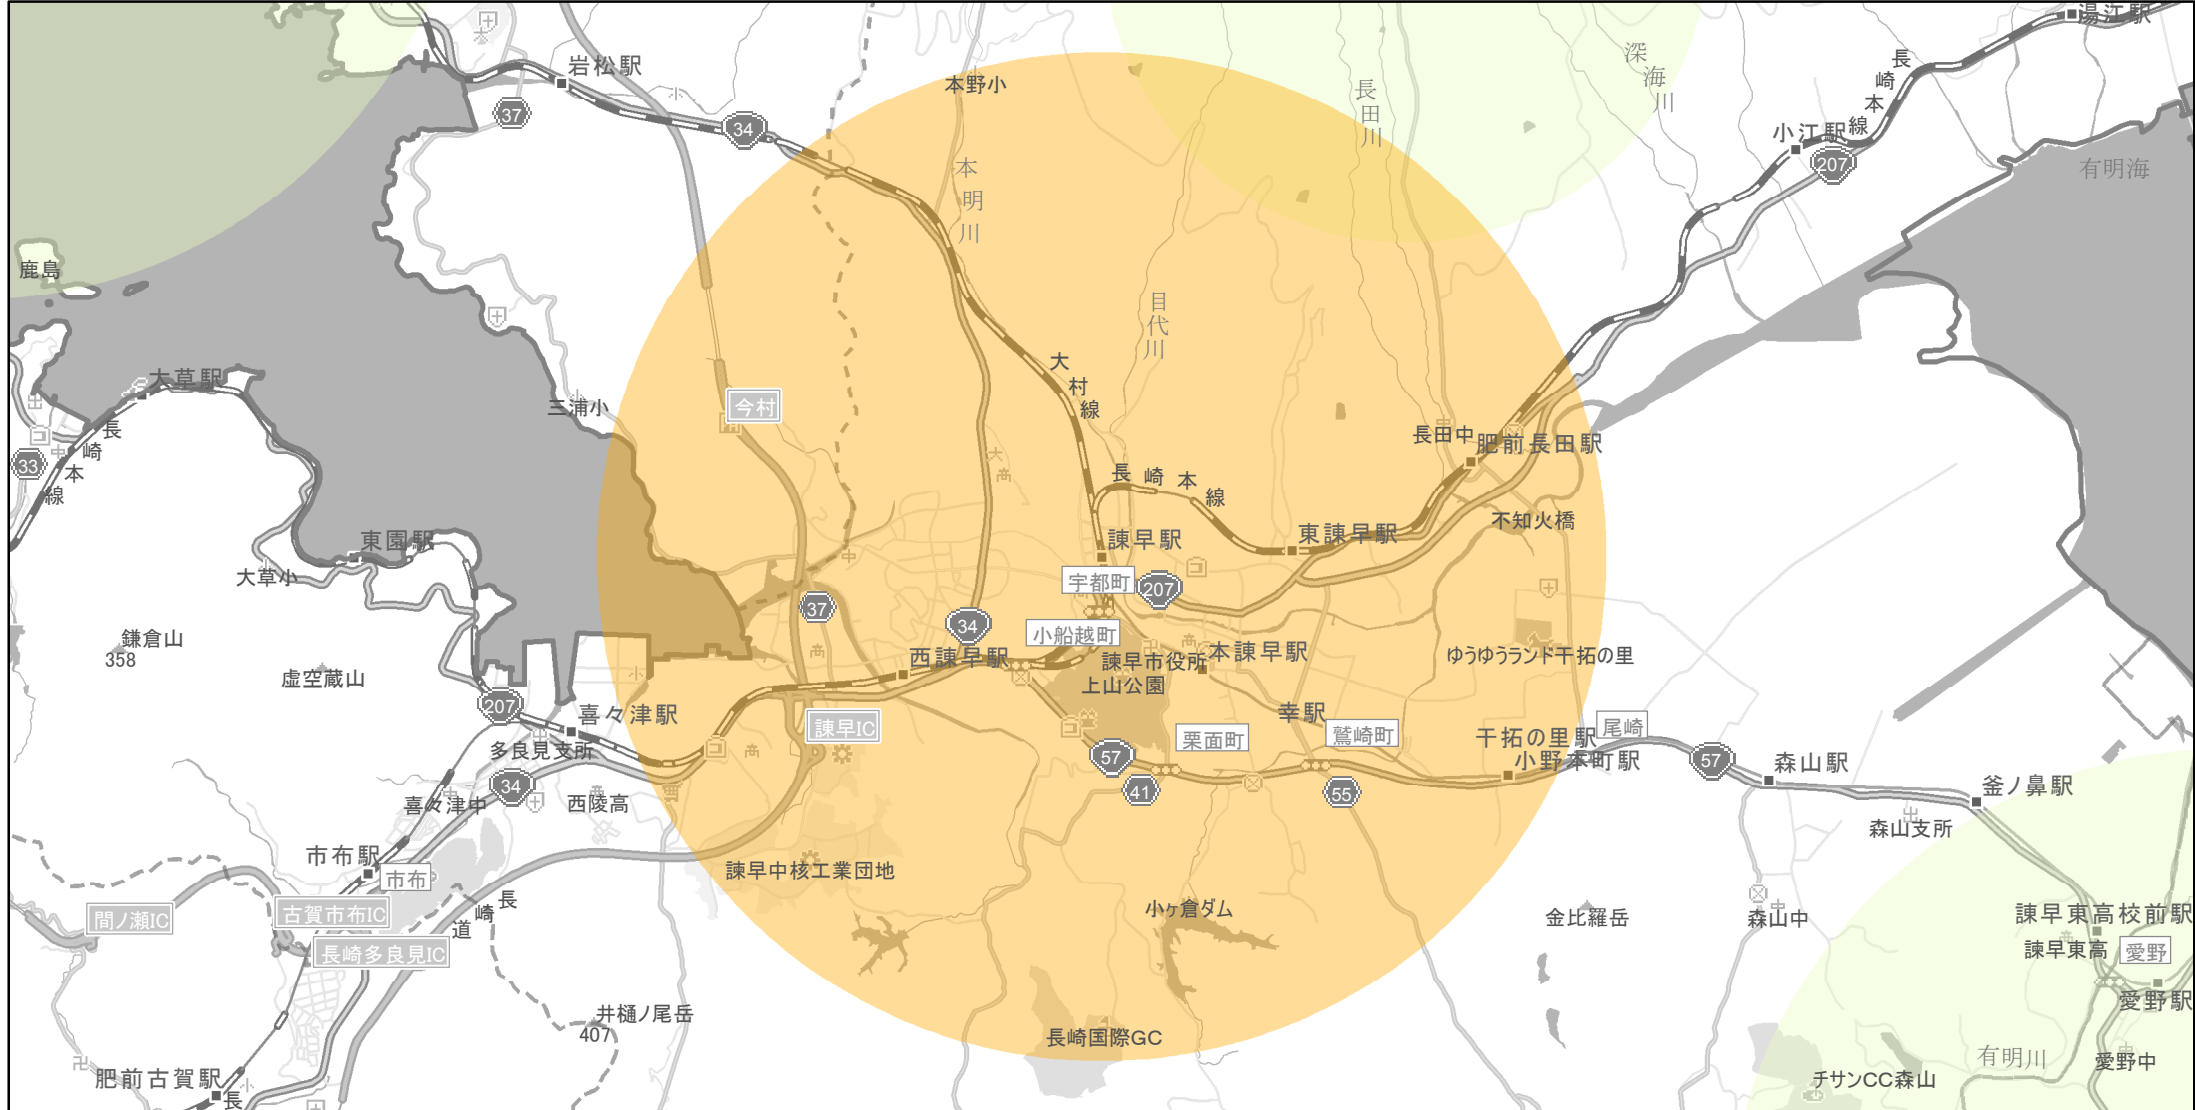 湯江駅
岩松駅
37
34
本野小
長田川
深海川
長崎本線
小江駅
207
有明海
本明川
鹿島
目代川
大村線
大草駅
三浦小
今村
長崎本線
33
長田中
肥前長田駅
長崎本線
不知火橋
東園駅
大草小
諫早駅
東諫早駅
宇都町
207
37
34
小船越町
鎌倉山
358
虚空蔵山
西諫早駅
諫早市役所
本諫早駅
上山公園
ゆうゆうランド干拓の里
207
喜々津駅
多良見支所
諫早IC
幸駅
栗面町
鷲崎町
尾崎
干拓の里駅
小野本町駅
57
41
55
57
森山駅
釜ノ鼻駅
34
喜々津中
西陵高
森山支所
市布駅
市布
諫早中核工業団地
間ノ瀬IC
古賀市布IC
長崎道
長崎多良見IC
小ヶ倉ダム
金比羅岳
森山中
諫早東高校前駅
諫早東高
愛野
愛野駅
井樋ノ尾岳
407
長崎国際GC
有明川
愛野中
チサンCC森山
肥前古賀駅
長